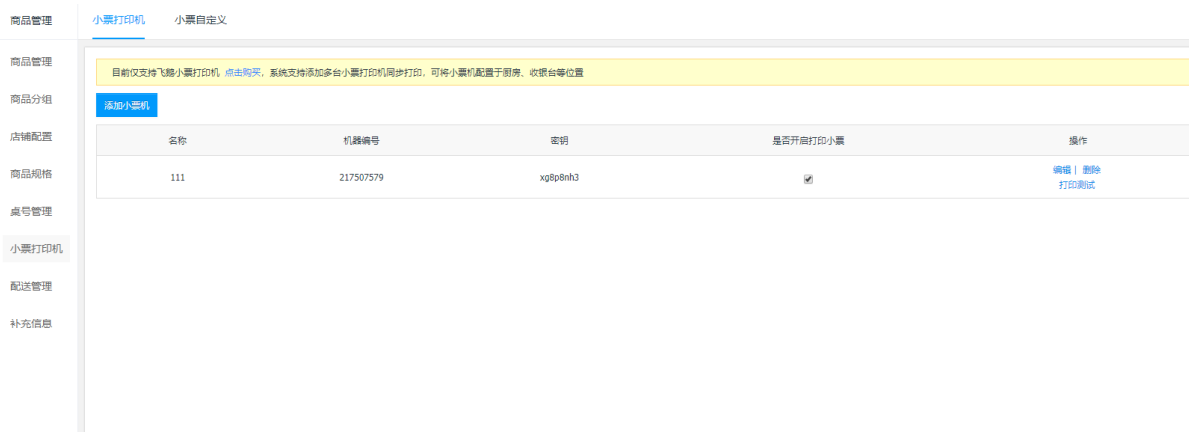 商品管理
小票打印机
小票自定义
商品管理
商品分组
店铺配置
商品规格
桌号管理
小票打印机
配送管理
补充信息
目前仅支持飞鹅小票打印机 点击购买，系统支持添加多台小票打印机同步打印，可将小票机配置于厨房、收银台等位置
添加小票机
名称 机器编号 密钥 是否开启打印小票 操作
111 217507579 xg8p8nh3 编辑 | 删除
打印测试